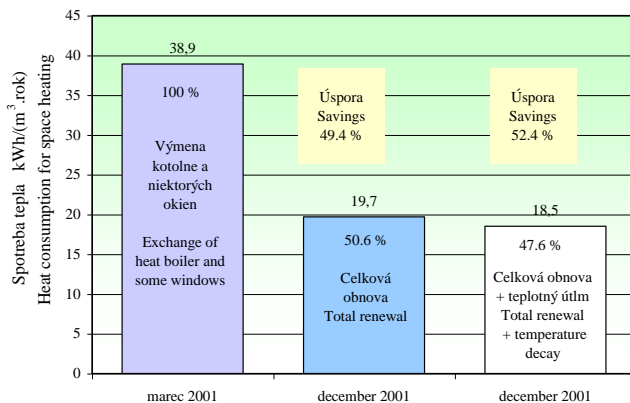 Spotreba tepla kWh/(m³.rok)
Heat consumption for space heating
45
40
35
30
25
20
15
10
5
0
38,9
100 %
Výmena
kotolne a
niektorých
okien
Exchange of
heat boiler and
some windows
marec 2001
Úspora
Savings
49.4 %
19,7
50.6 %
Celková
obnova
Total renewal
december 2001
Úspora
Savings
52.4 %
18,5
47.6 %
Celková obnova
+ teplotný útlm
Total renewal
+ temperature
decay
december 2001